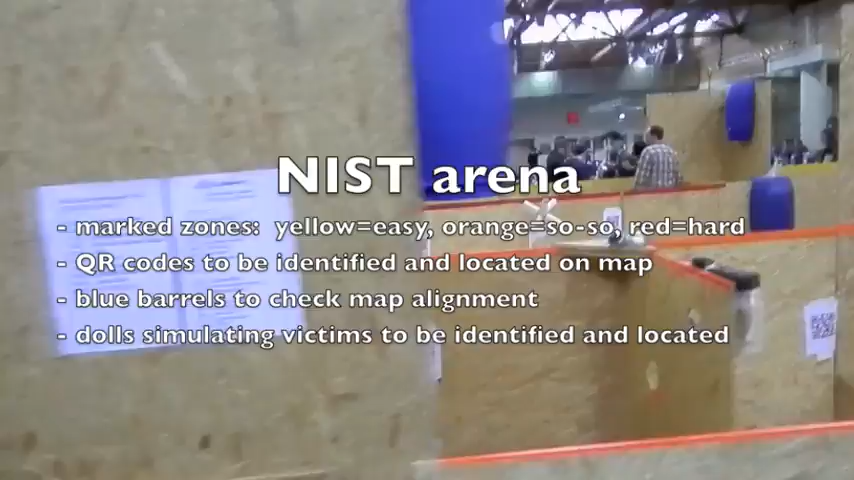 NIST arena
- marked zones: yellow=easy, orange=so-so, red=hard
- QR codes to be identified and located on map
- blue barrels to check map alignment
- dolls simulating victims to be identified and located